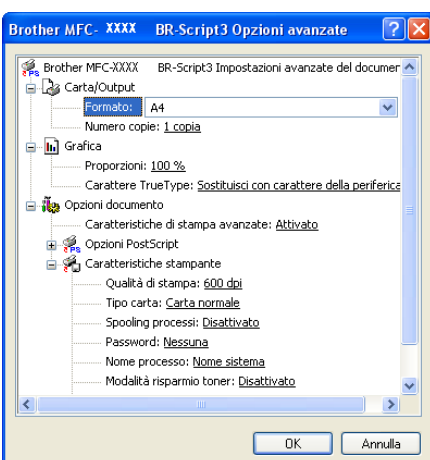 Brother MFC- XXXX BR-Script3 Opzioni avanzate
Brother MFC-XXXX BR-Script3 Impostazioni avanzate del documer
Carta/Output
Formato: A4
Numero copie: 1 copia
Grafica
Proporzioni: 100 %
Carattere TrueType: Sostituisci con carattere della periferica
Opzioni documento
Caratteristiche di stampa avanzate: Attivato
Opzioni PostScript
Caratteristiche stampante
Qualità di stampa: 600 dpi
Tipo carta: Carta normale
Spooling processi: Disattivato
Password: Nessuna
Nome processo: Nome sistema
Modalità risparmio toner: Disattivato
OK Annulla